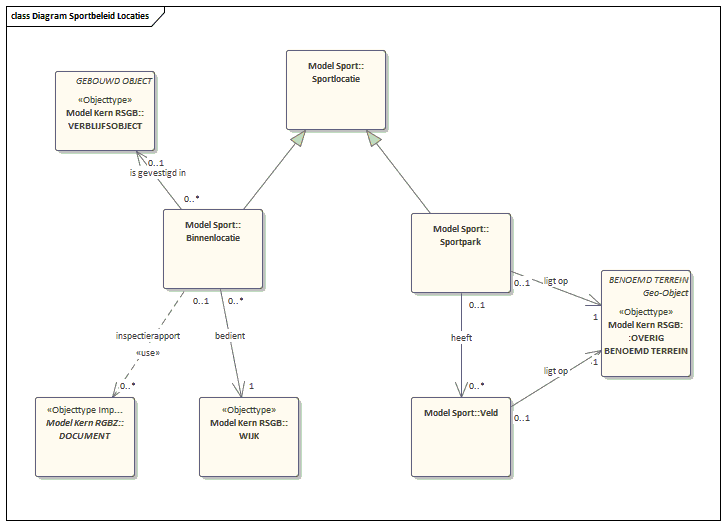 class Diagram Sportbeleid Locaties
Model Sport::
Sportlocatie
GEBOUWD OBJECT
«Objecttype»
Model Kern RSGB::
VERBLIJFSOBJECT
0..1
is gevestigd in
0..*
Model Sport::
Binnenlocatie
Model Sport::
Sportpark
0..1
ligt op
1
BENOEMD TERREIN
Geo-Object
«Objecttype»
Model Kern RSGB:
:OVERIG
BENOEMD TERREIN
0..1
0..*
0..1
inspectierapport
«use»
0..*
bedient
1
heeft
0..*
ligt op
1
0..1
«Objecttype Imp...
Model Kern RGBZ::
DOCUMENT
«Objecttype»
Model Kern RSGB::
WIJK
Model Sport::Veld